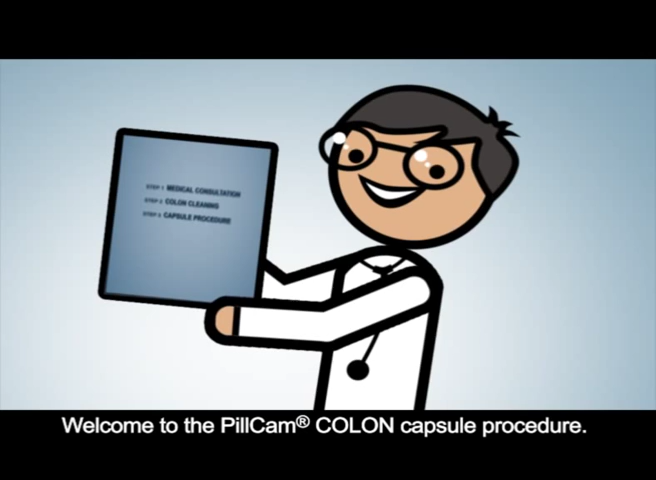 STEP 1 MEDICAL CONSULTATION
STEP 2 COLON CLEANING
STEP 3 CAPSULE PROCEDURE
Welcome to the PillCam® COLON capsule procedure.